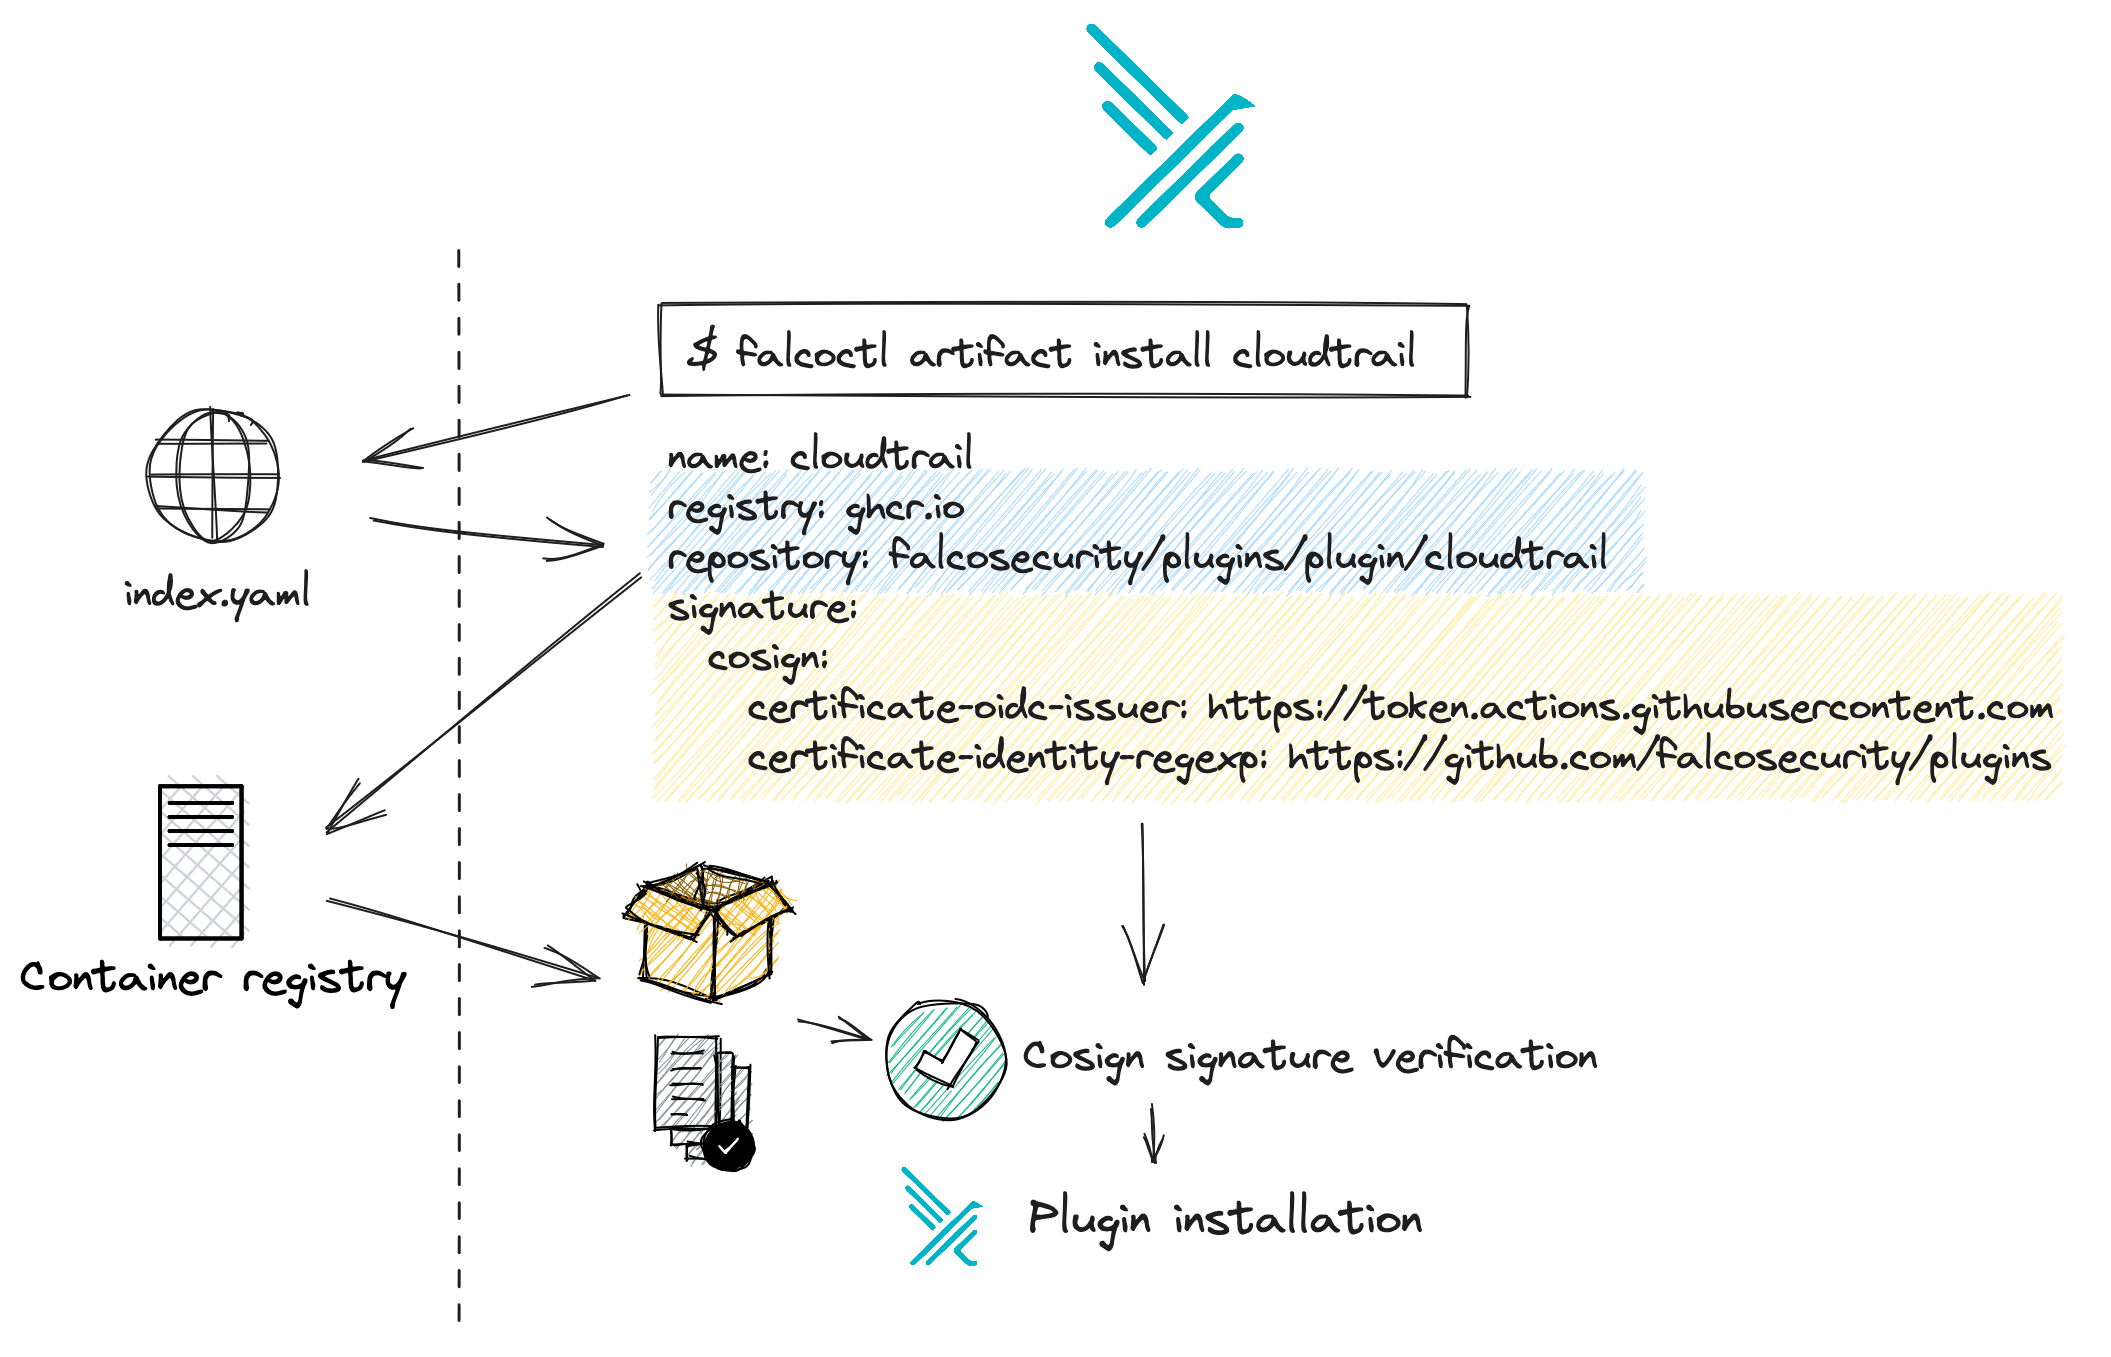 $ falcoctl artifact install cloudtrail
name: cloudtrail
registry: ghcr.io
repository: falcosecurity/plugins/plugin/cloudtrail
signature:
cosign:
certificate-oidc-issuer: https://token.actions.githubusercontent.com
certificate-identity-regexp: https://github.com/falcosecurity/plugins
index.yaml
Container registry
Cosign signature verification
Plugin installation